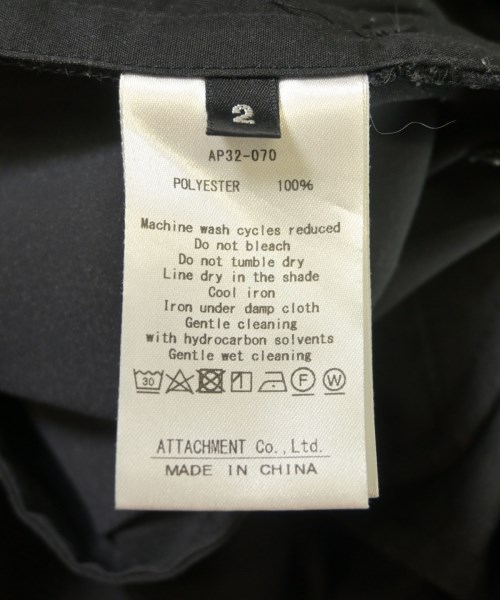 2
AP32-070
POLYESTER 100%
Machine wash cycles reduced
Do not bleach
Do not tumble dry
Line dry in the shade
Cool iron
Iron under damp cloth
Gentle cleaning
with hydrocarbon solvents
Gentle wet cleaning
30 F W
ATTACHMENT Co., Ltd.
MADE IN CHINA